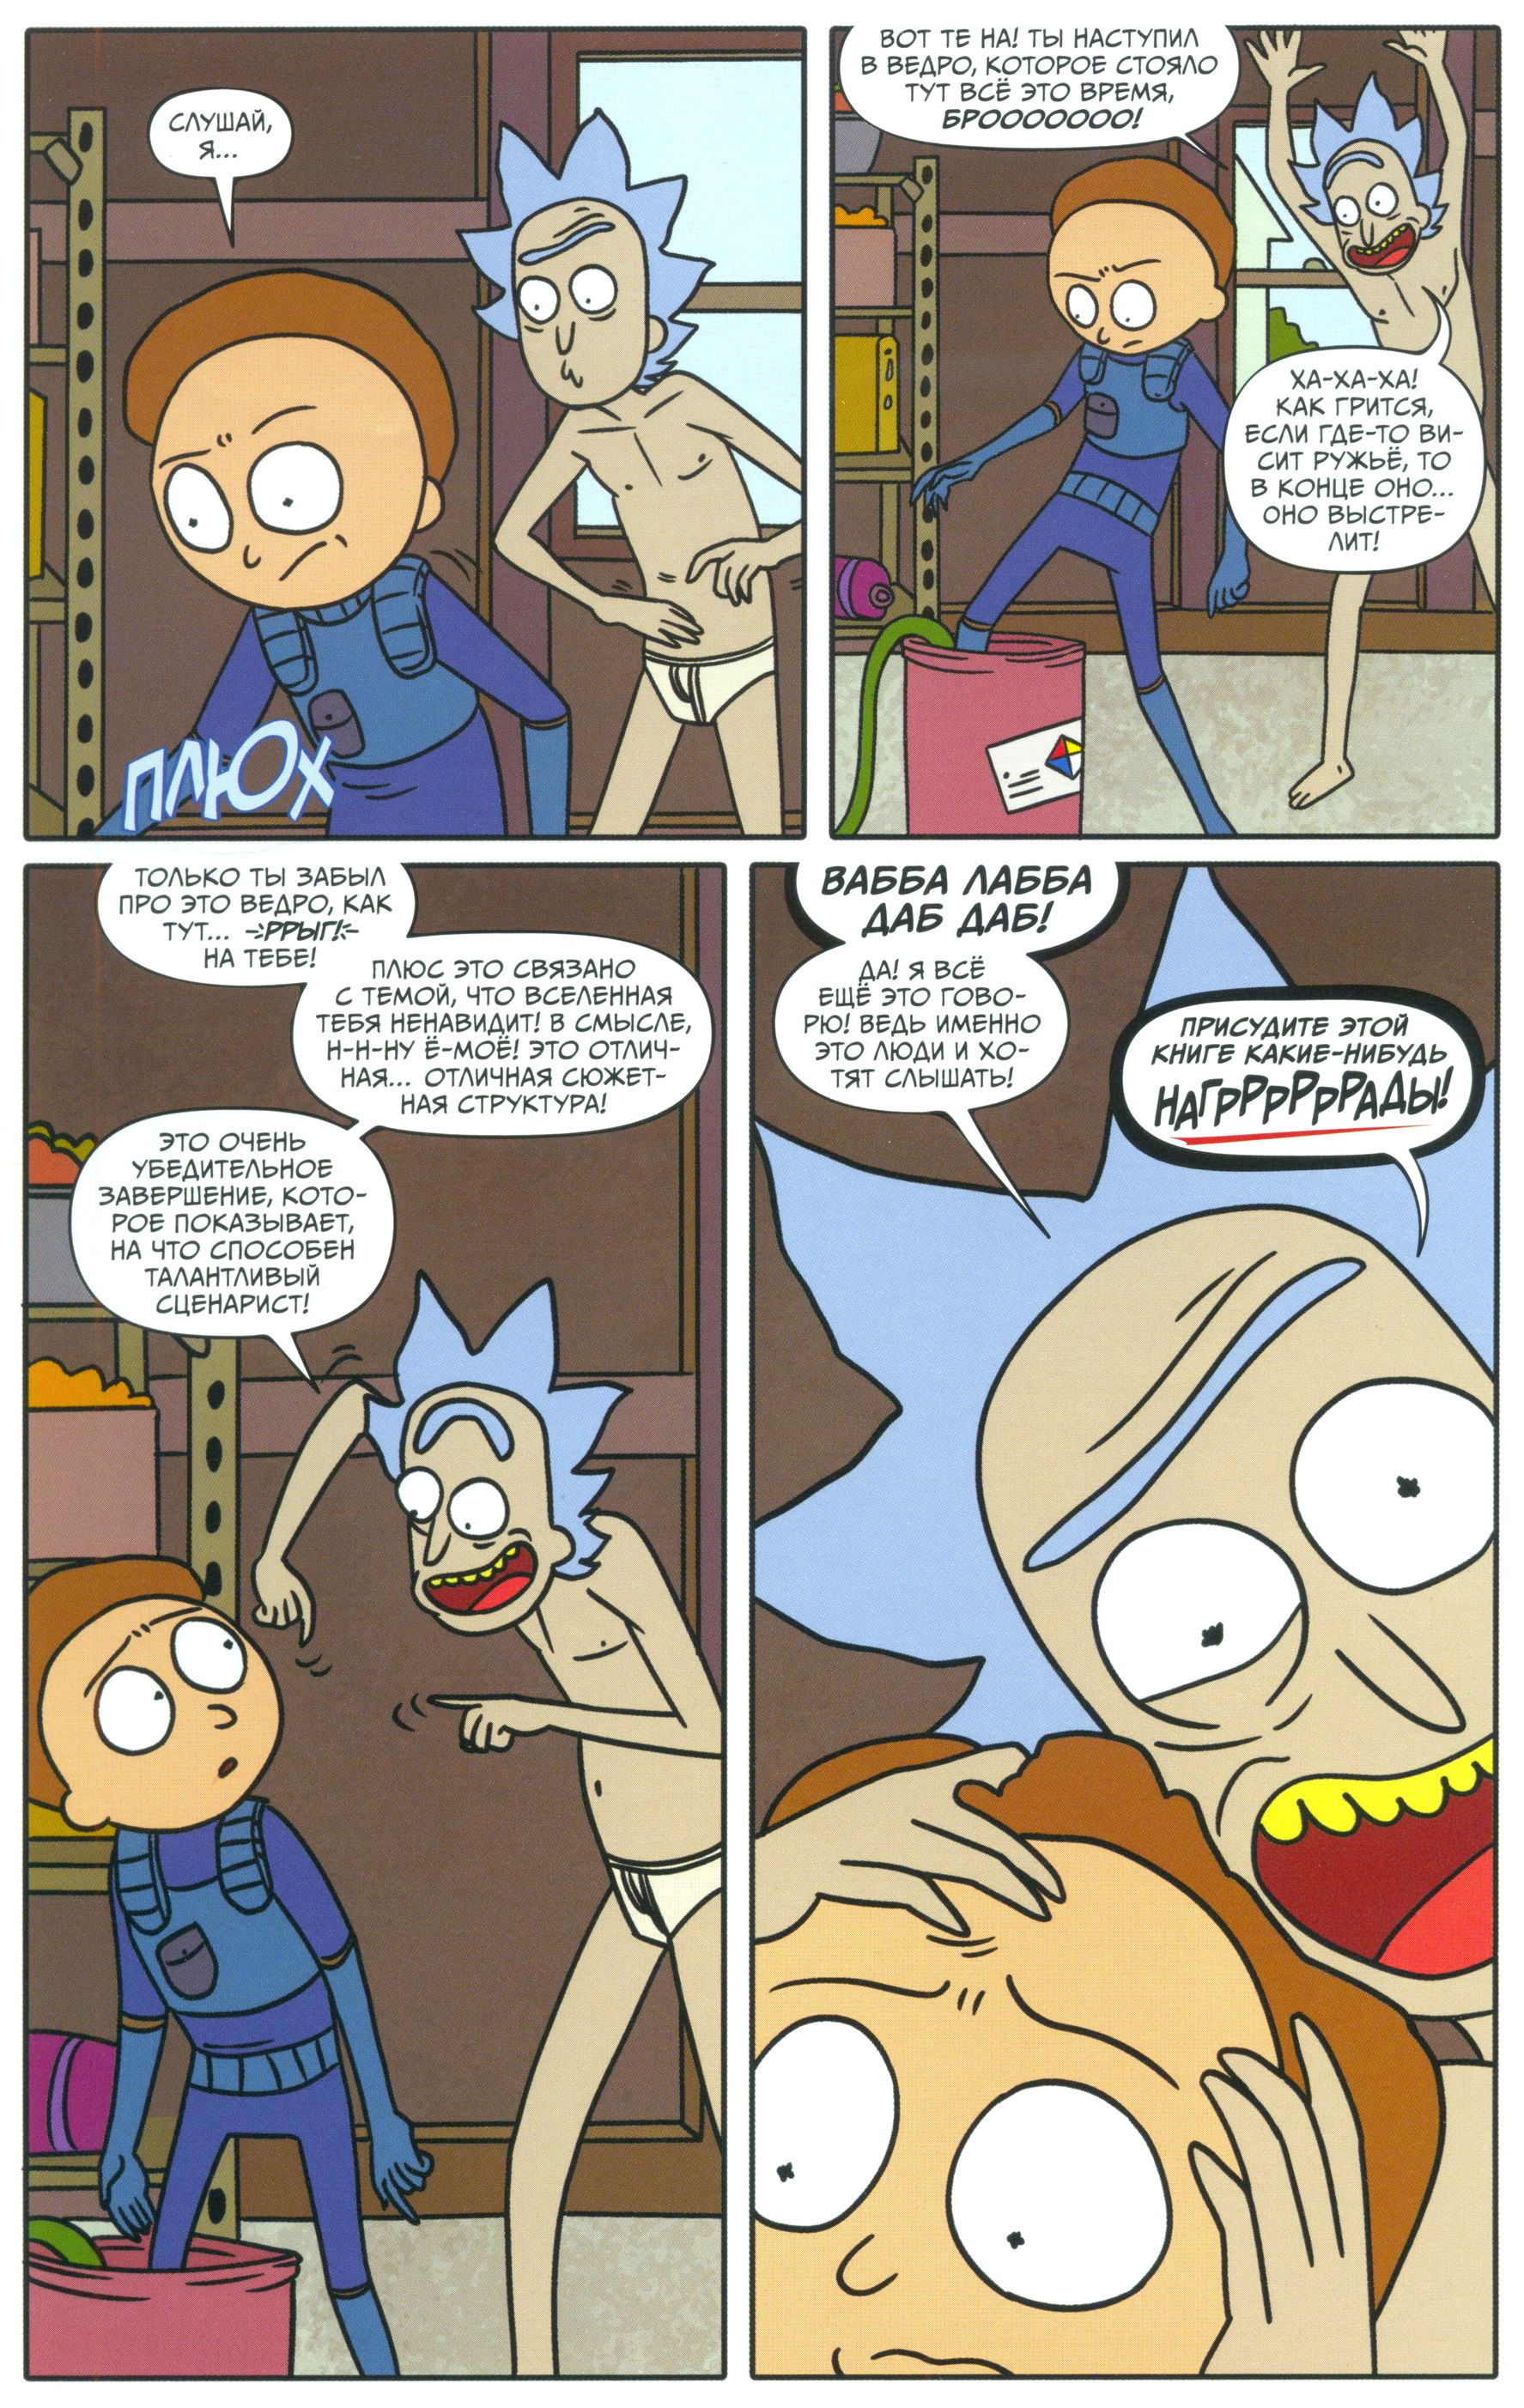 СЛУШАЙ,
Я...
ПЛЮХ
ВОТ ТЕ НА! ТЫ НАСТУПИЛ
В ВЕДРО, КОТОРОЕ СТОЯЛО
ТУТ ВСЁ ЭТО ВРЕМЯ,
БРООООООО!
ХА-ХА-ХА!
КАК ГРИТСЯ,
ЕСЛИ ГДЕ-ТО ВИ-
СИТ РУЖЬЁ, ТО
В КОНЦЕ ОНО...
ОНО ВЫСТРЕ-
ЛИТ!
ТОЛЬКО ТЫ ЗАБЫЛ
ПРО ЭТО ВЕДРО, КАК
ТУТ... РРЫГ!
НА ТЕБЕ!
ПЛЮС ЭТО СВЯЗАНО
С ТЕМОЙ, ЧТО ВСЕЛЕННАЯ
ТЕБЯ НЕНАВИДИТ! В СМЫСЛЕ,
Н-Н-НУ Ё-МОЁ! ЭТО ОТЛИЧ-
НАЯ... ОТЛИЧНАЯ СЮЖЕТ-
НАЯ СТРУКТУРА!
ЭТО ОЧЕНЬ
УБЕДИТЕЛЬНОЕ
ЗАВЕРШЕНИЕ, КОТО-
РОЕ ПОКАЗЫВАЕТ,
НА ЧТО СПОСОБЕН
ТАЛАНТЛИВЫЙ
СЦЕНАРИСТ!
ВАББА ЛАББА
ДАБ ДАБ!
ДА! Я ВСЁ
ЕЩЁ ЭТО ГОВО-
РЮ! ВЕДЬ ИМЕННО
ЭТО ЛЮДИ И ХО-
ТЯТ СЛЫШАТЬ!
ПРИСУДИТЕ ЭТОЙ
КНИГЕ КАКИЕ-НИБУДЬ
НАГРРРРРРАДЫ!